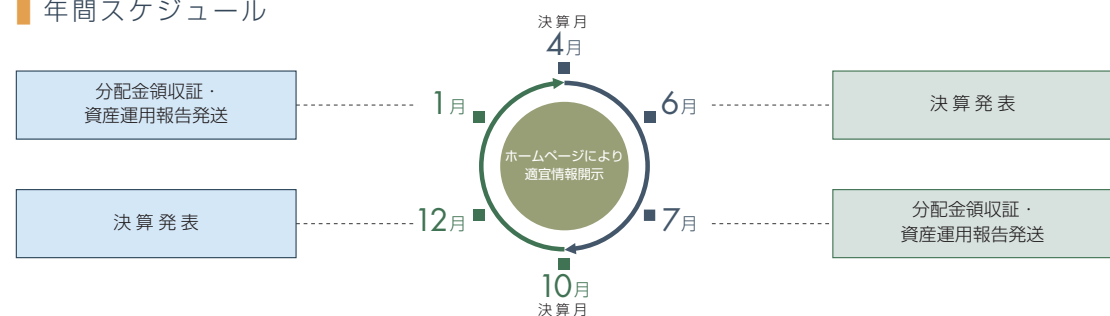 年間スケジュール
決算月
4月
分配金領収証・
資産運用報告発送
1月
6月
決算発表
ホームページにより
適宜情報開示
決算発表
12月
7月
分配金領収証・
資産運用報告発送
10月
決算月